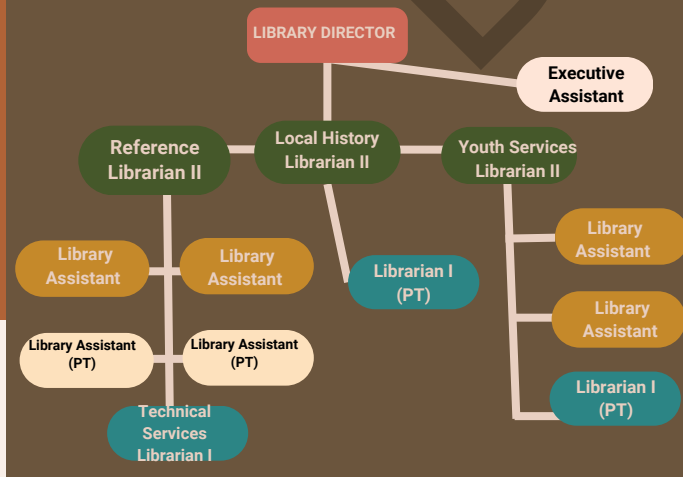 LIBRARY DIRECTOR
Executive
Assistant
Reference
Librarian II
Local History
Librarian II
Youth Services
Librarian II
Library
Assistant
Library
Assistant
Librarian I
(PT)
Library
Assistant
Library
Assistant
Library Assistant
(PT)
Library Assistant
(PT)
Librarian I
(PT)
Technical
Services
Librarian I